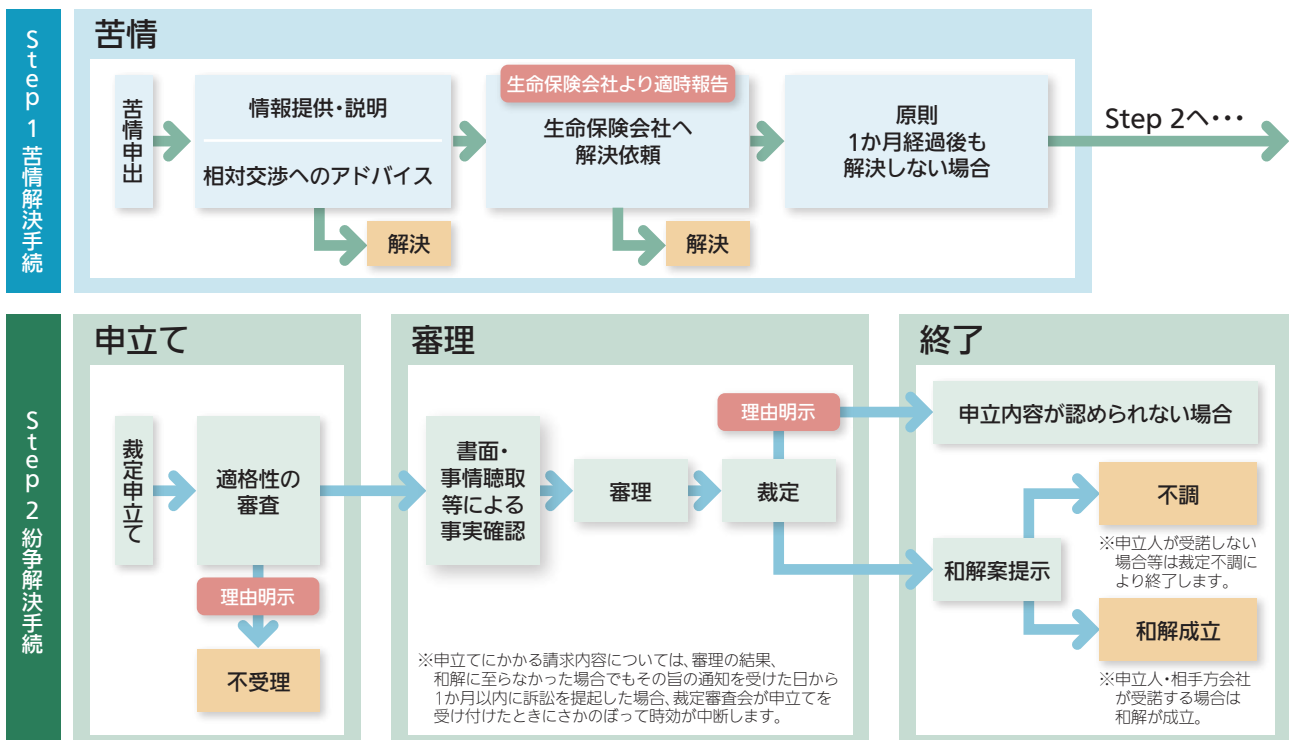 Step 1 苦情解決手続
苦情
苦情申出
情報提供・説明
相対交渉へのアドバイス
解決
生命保険会社より適時報告
生命保険会社へ
解決依頼
解決
原則
1か月経過後も
解決しない場合
Step 2へ・・・
Step 2 紛争解決手続
申立て
裁定申立て
適格性の
審査
理由明示
不受理
審理
書面・
事情聴取
等による
事実確認
審理
理由明示
裁定
※申立てにかかる請求内容については、審理の結果、
和解に至らなかった場合でもその旨の通知を受けた日から
1か月以内に訴訟を提起した場合、裁定審査会が申立てを
受け付けたときにさかのぼって時効が中断します。
終了
申立内容が認められない場合
和解案提示
不調
※申立人が受諾しない
場合等は裁定不調に
より終了します。
和解成立
※申立人・相手方会社
が受諾する場合は
和解が成立。